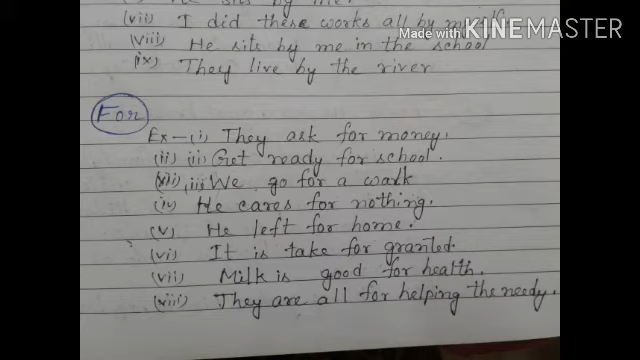 (vii) I did these works all by myself
Made with KINEMASTER
(viii) He sits by me in the school
(ix) They live by the river
For
Ex-(i) They ask for money.
(ii) (ii) Get ready for school.
(iii) We go for a walk
(iv) He cares for nothing.
(v) He left for home.
(vi) It is take for granted.
(vii) Milk is good for health.
(viii) They are all for helping the needy.